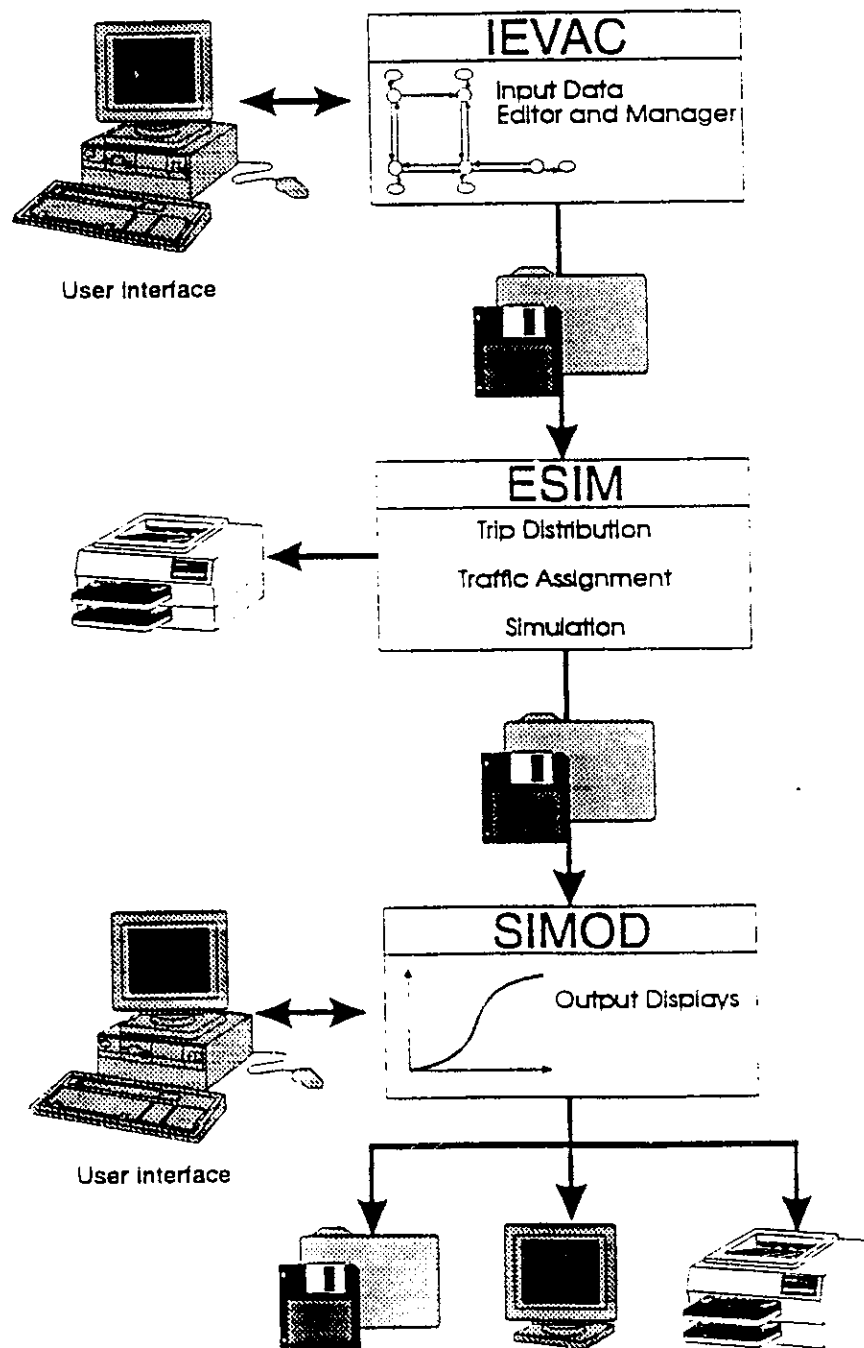 IEVAC
Input Data
Editor and Manager
User Interface
ESIM
Trip Distribution
Traffic Assignment
Simulation
SIMOD
Output Displays
User Interface